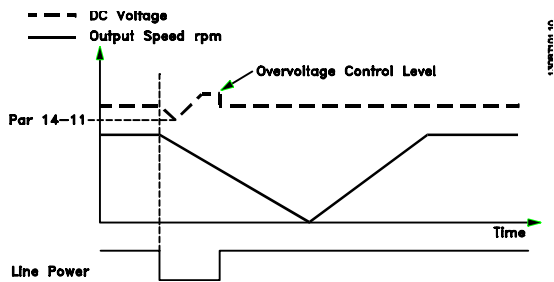 DC Voltage
Output Speed rpm
Overvoltage Control Level
Par 14-11
Time
Line Power